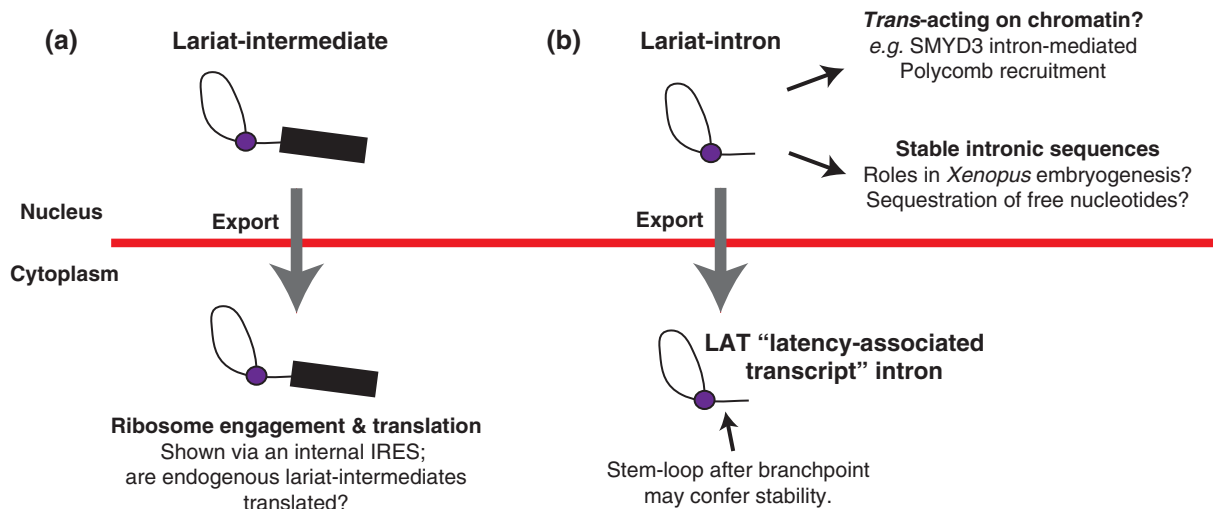 (a)
Lariat-intermediate
Nucleus
Export
Cytoplasm
Ribosome engagement & translation
Shown via an internal IRES;
are endogenous lariat-intermediates
translated?
(b)
Lariat-intron
Trans-acting on chromatin?
e.g. SMYD3 intron-mediated
Polycomb recruitment
Stable intronic sequences
Roles in Xenopus embryogenesis?
Sequestration of free nucleotides?
Export
LAT “latency-associated
transcript” intron
Stem-loop after branchpoint
may confer stability.